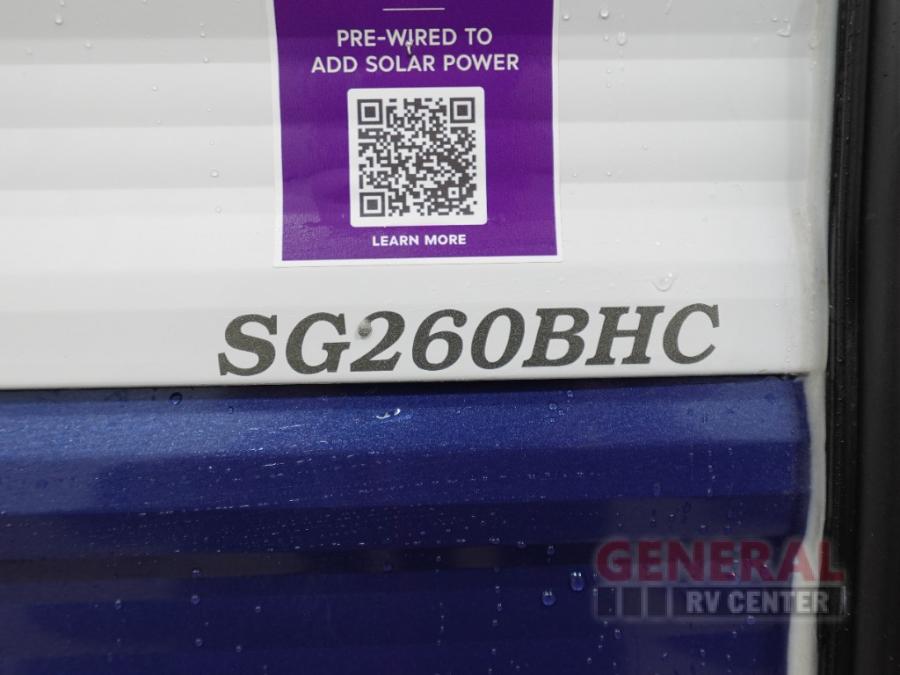 PRE-WIRED TO
ADD SOLAR POWER
LEARN MORE
SG260BHC
GENERAL
RV CENTER